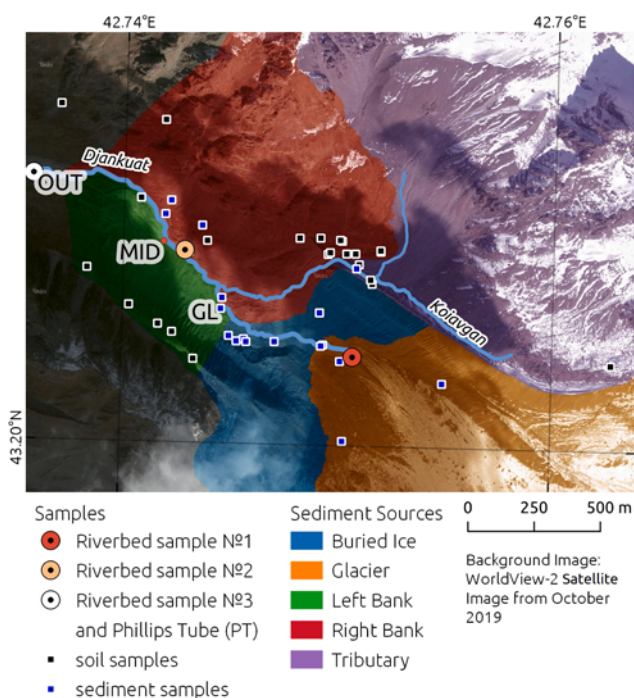 42.74°E
42.76°E
Djankuat
OUT
MID
GL
Koiavgan
43.20°N
Samples
Riverbed sample №1
Riverbed sample №2
Riverbed sample №3
and Phillips Tube (PT)
soil samples
sediment samples
Sediment Sources
Buried Ice
Glacier
Left Bank
Right Bank
Tributary
0 250 500 m
Background Image:
WorldView-2 Satellite
Image from October
2019